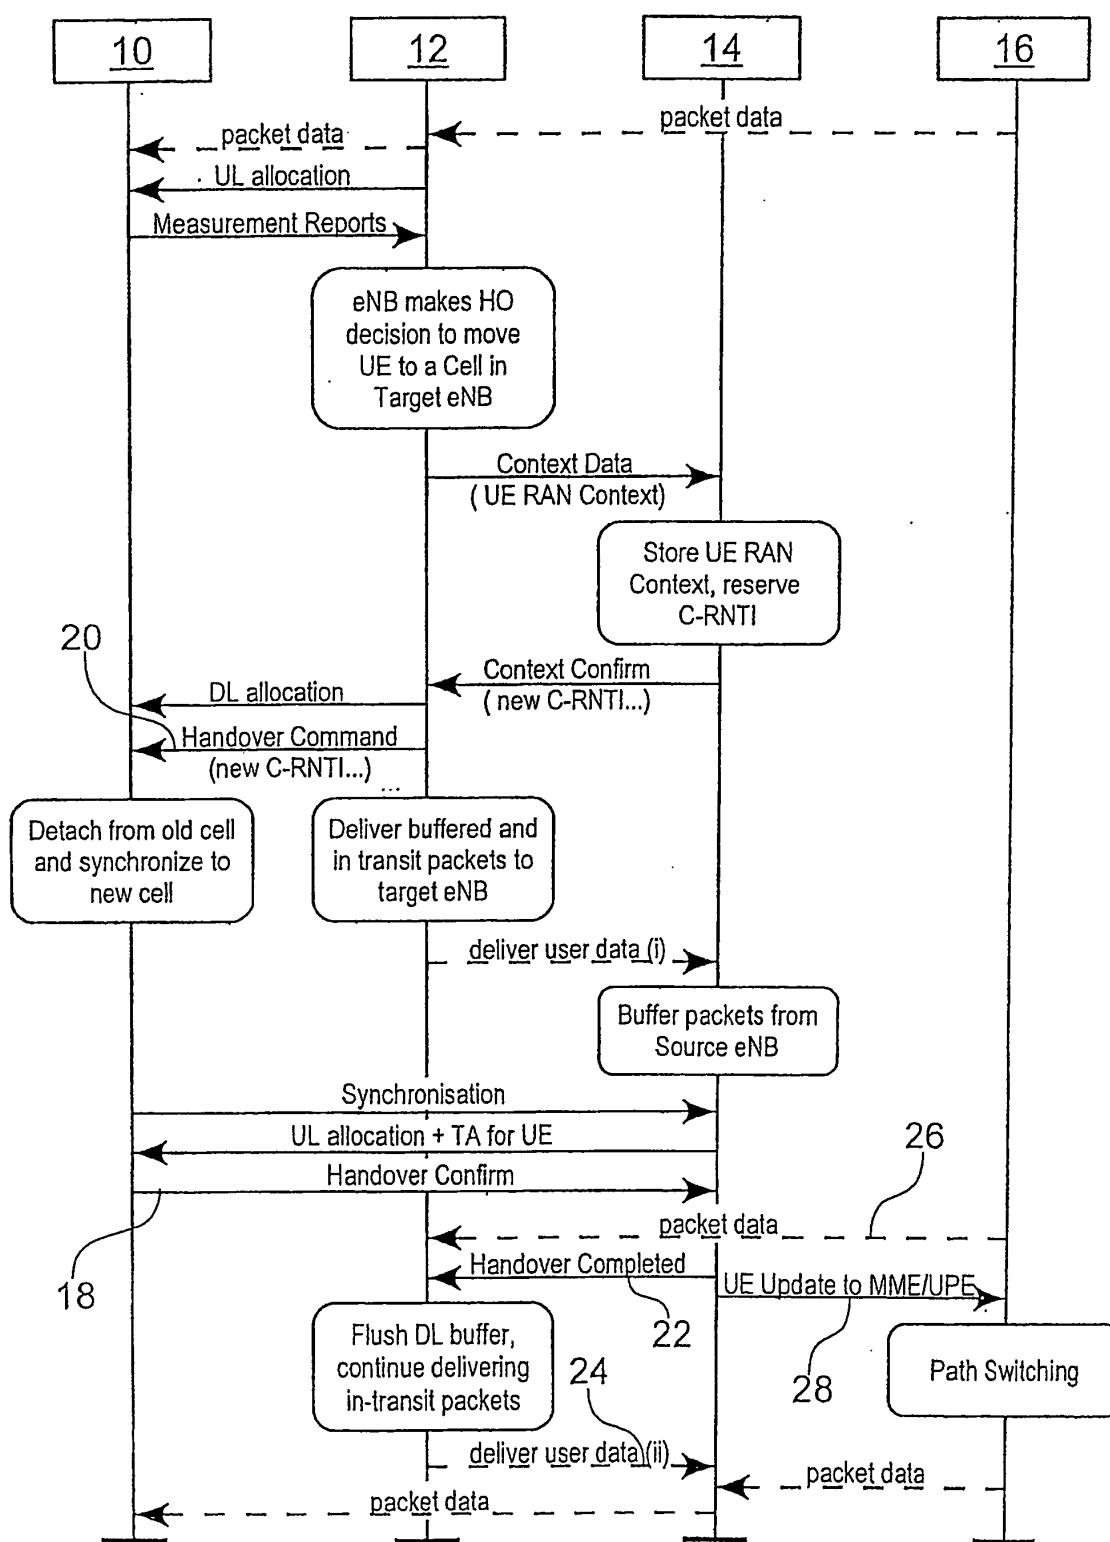 10
12
14
16
packet data
packet data
UL allocation
Measurement Reports
eNB makes HO
decision to move
UE to a Cell in
Target eNB
Context Data
( UE RAN Context)
Store UE RAN
Context, reserve
C-RNTI
20
Context Confirm
( new C-RNTI...)
DL allocation
Handover Command
(new C-RNTI...)
...
Detach from old cell
and synchronize to
new cell
Deliver buffered and
in transit packets to
target eNB
deliver user data (i)
Buffer packets from
Source eNB
Synchronisation
UL allocation + TA for UE
26
Handover Confirm
packet data
18
Handover Completed
UE Update to MME/UPE
22
28
Flush DL buffer,
continue delivering
in-transit packets
24
Path Switching
deliver user data (ii)
packet data
packet data